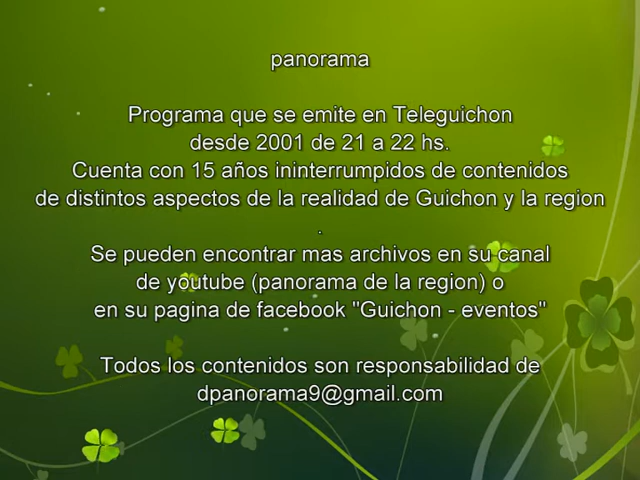 panorama
Programa que se emite en Teleguichon
desde 2001 de 21 a 22 hs.
Cuenta con 15 años ininterrumpidos de contenidos
de distintos aspectos de la realidad de Guichon y la region
.
Se pueden encontrar mas archivos en su canal
de youtube (panorama de la region) o
en su pagina de facebook "Guichon - eventos"
Todos los contenidos son responsabilidad de
dpanorama9@gmail.com